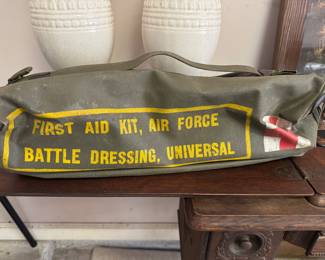 FIRST AID KIT, AIR FORCE
BATTLE DRESSING, UNIVERSAL